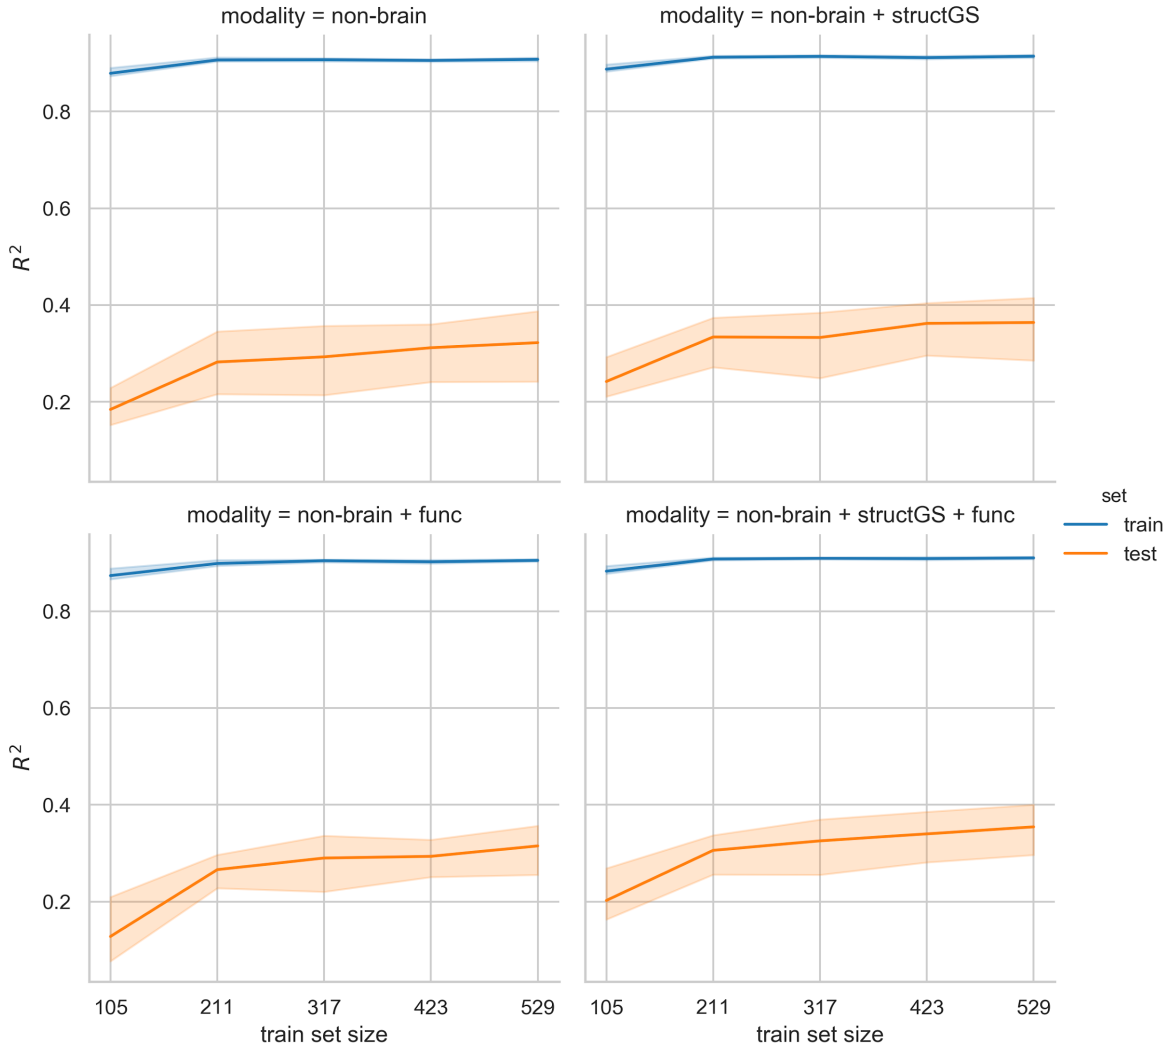 modality = non-brain
modality = non-brain + structGS
0.8
0.6
0.4
0.2
R²
modality = non-brain + func
modality = non-brain + structGS + func
set
train
test
0.8
0.6
0.4
0.2
R²
105 211 317 423 529
105 211 317 423 529
train set size
train set size